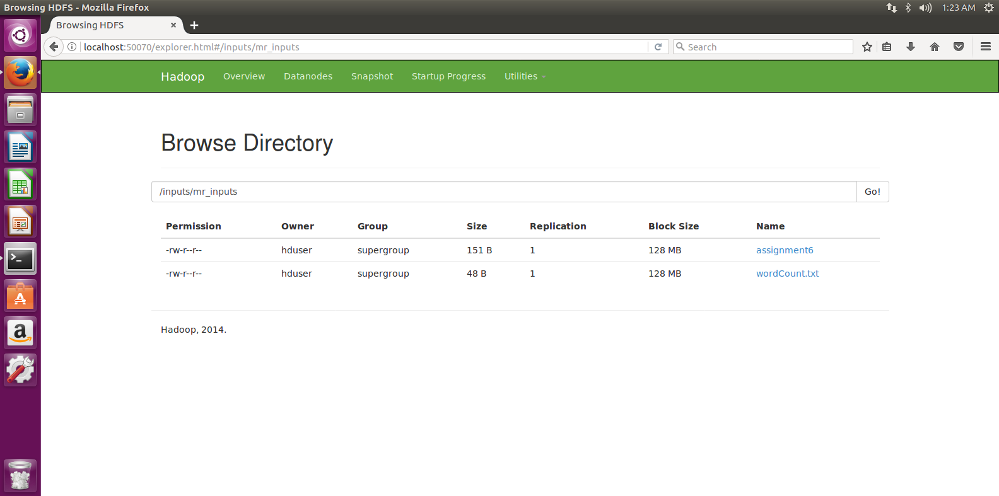 Browsing HDFS - Mozilla Firefox 1:23 AM
Browsing HDFS
localhost:50070/explorer.html#/inputs/mr_inputs Search
Hadoop Overview Datanodes Snapshot Startup Progress Utilities
Browse Directory
/inputs/mr_inputs Go!
Permission Owner Group Size Replication Block Size Name
-rw-r--r-- hduser supergroup 151 B 1 128 MB assignment6
-rw-r--r-- hduser supergroup 48 B 1 128 MB wordCount.txt
Hadoop, 2014.